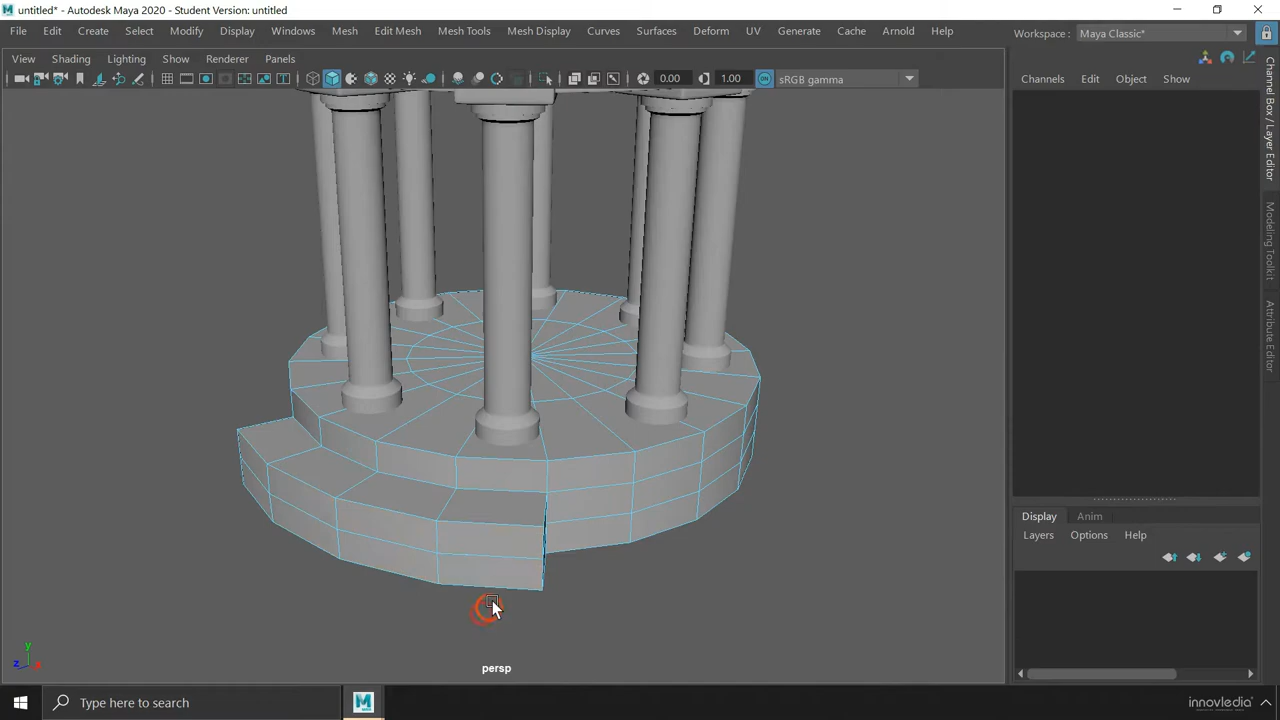 untitled* - Autodesk Maya 2020 - Student Version: untitled
File Edit Create Select Modify Display Windows Mesh Edit Mesh Mesh Tools Mesh Display Curves Surfaces Deform UV Generate Cache Arnold Help
Workspace : Maya Classic*
View Shading Lighting Show Renderer Panels
0.00 1.00 ON sRGB gamma
Channels Edit Object Show
Channel Box / Layer Editor
Modeling Toolkit
Attribute Editor
Display Anim
Layers Options Help
y
z x
persp
Type here to search
M
innovledia